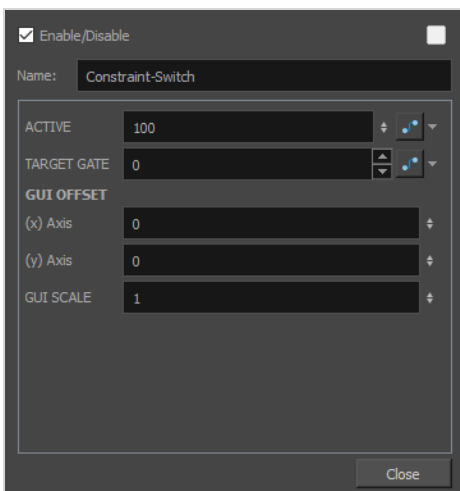 Enable/Disable
Name: Constraint-Switch
ACTIVE 100
TARGET GATE 0
GUI OFFSET
(x) Axis 0
(y) Axis 0
GUI SCALE 1
Close